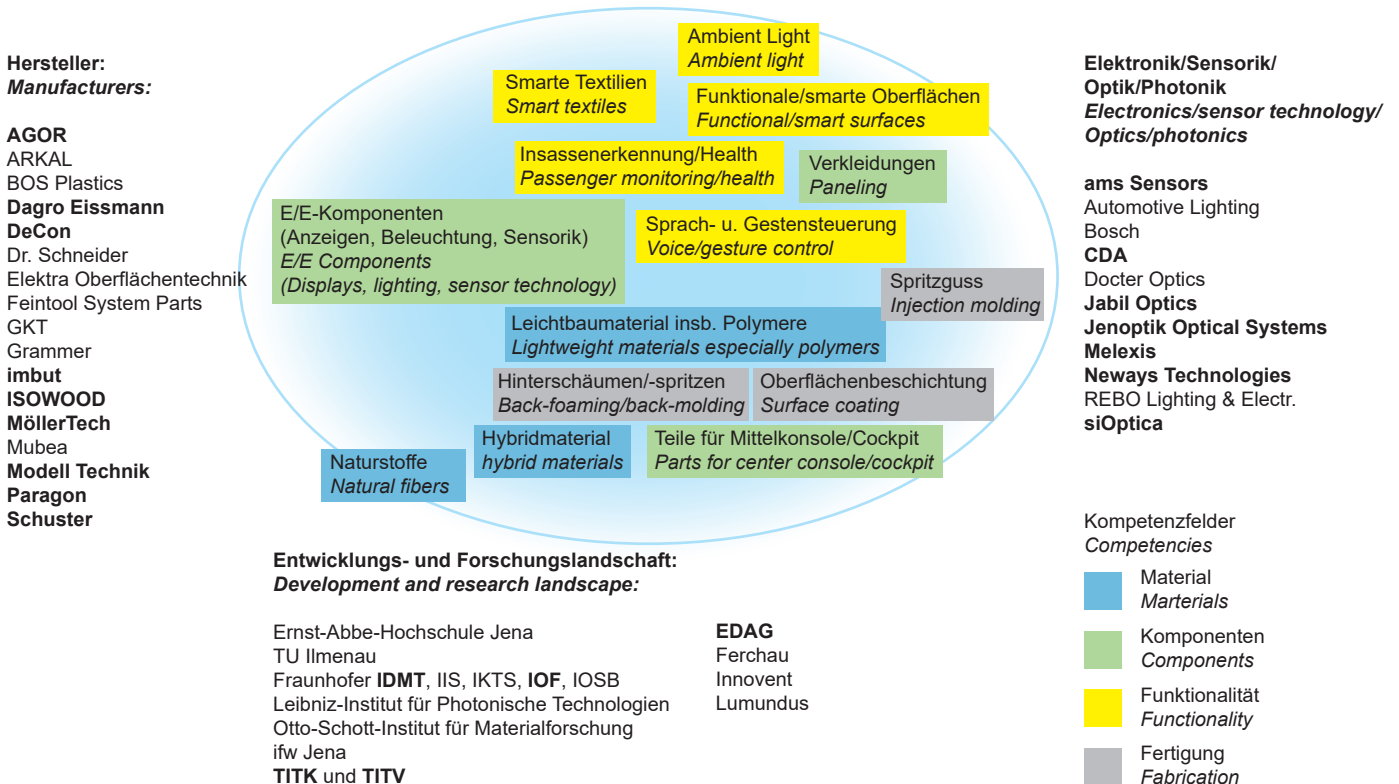 Hersteller:
Manufacturers:
AGOR
ARKAL
BOS Plastics
Dagro Eissmann
DeCon
Dr. Schneider
Elektra Oberflächentechnik
Feintool System Parts
GKT
Grammer
imbut
ISOWOOD
MöllerTech
Mubea
Modell Technik
Paragon
Schuster
Ambient Light
Ambient light
Smarte Textilien
Smart textiles
Funktionale/smarte Oberflächen
Functional/smart surfaces
Insassenerkennung/Health
Passenger monitoring/health
Verkleidungen
Paneling
E/E-Komponenten
(Anzeigen, Beleuchtung, Sensorik)
E/E Components
(Displays, lighting, sensor technology)
Sprach- u. Gestensteuerung
Voice/gesture control
Spritzguss
Injection molding
Leichtbaumaterial insb. Polymere
Lightweight materials especially polymers
Hinterschäumen/-spritzen
Back-foaming/back-molding
Oberflächenbeschichtung
Surface coating
Hybridmaterial
hybrid materials
Teile für Mittelkonsole/Cockpit
Parts for center console/cockpit
Naturstoffe
Natural fibers
Elektronik/Sensorik/
Optik/Photonik
Electronics/sensor technology/
Optics/photonics
ams Sensors
Automotive Lighting
Bosch
CDA
Docter Optics
Jabil Optics
Jenoptik Optical Systems
Melexis
Neways Technologies
REBO Lighting & Electr.
siOptica
Entwicklungs- und Forschungslandschaft:
Development and research landscape:
Ernst-Abbe-Hochschule Jena
TU Ilmenau
Fraunhofer IDMT, IIS, IKTS, IOF, IOSB
Leibniz-Institut für Photonische Technologien
Otto-Schott-Institut für Materialforschung
ifw Jena
TITK und TITV
EDAG
Ferchau
Innovent
Lumundus
Kompetenzfelder
Competencies
Material
Marterials
Komponenten
Components
Funktionalität
Functionality
Fertigung
Fabrication